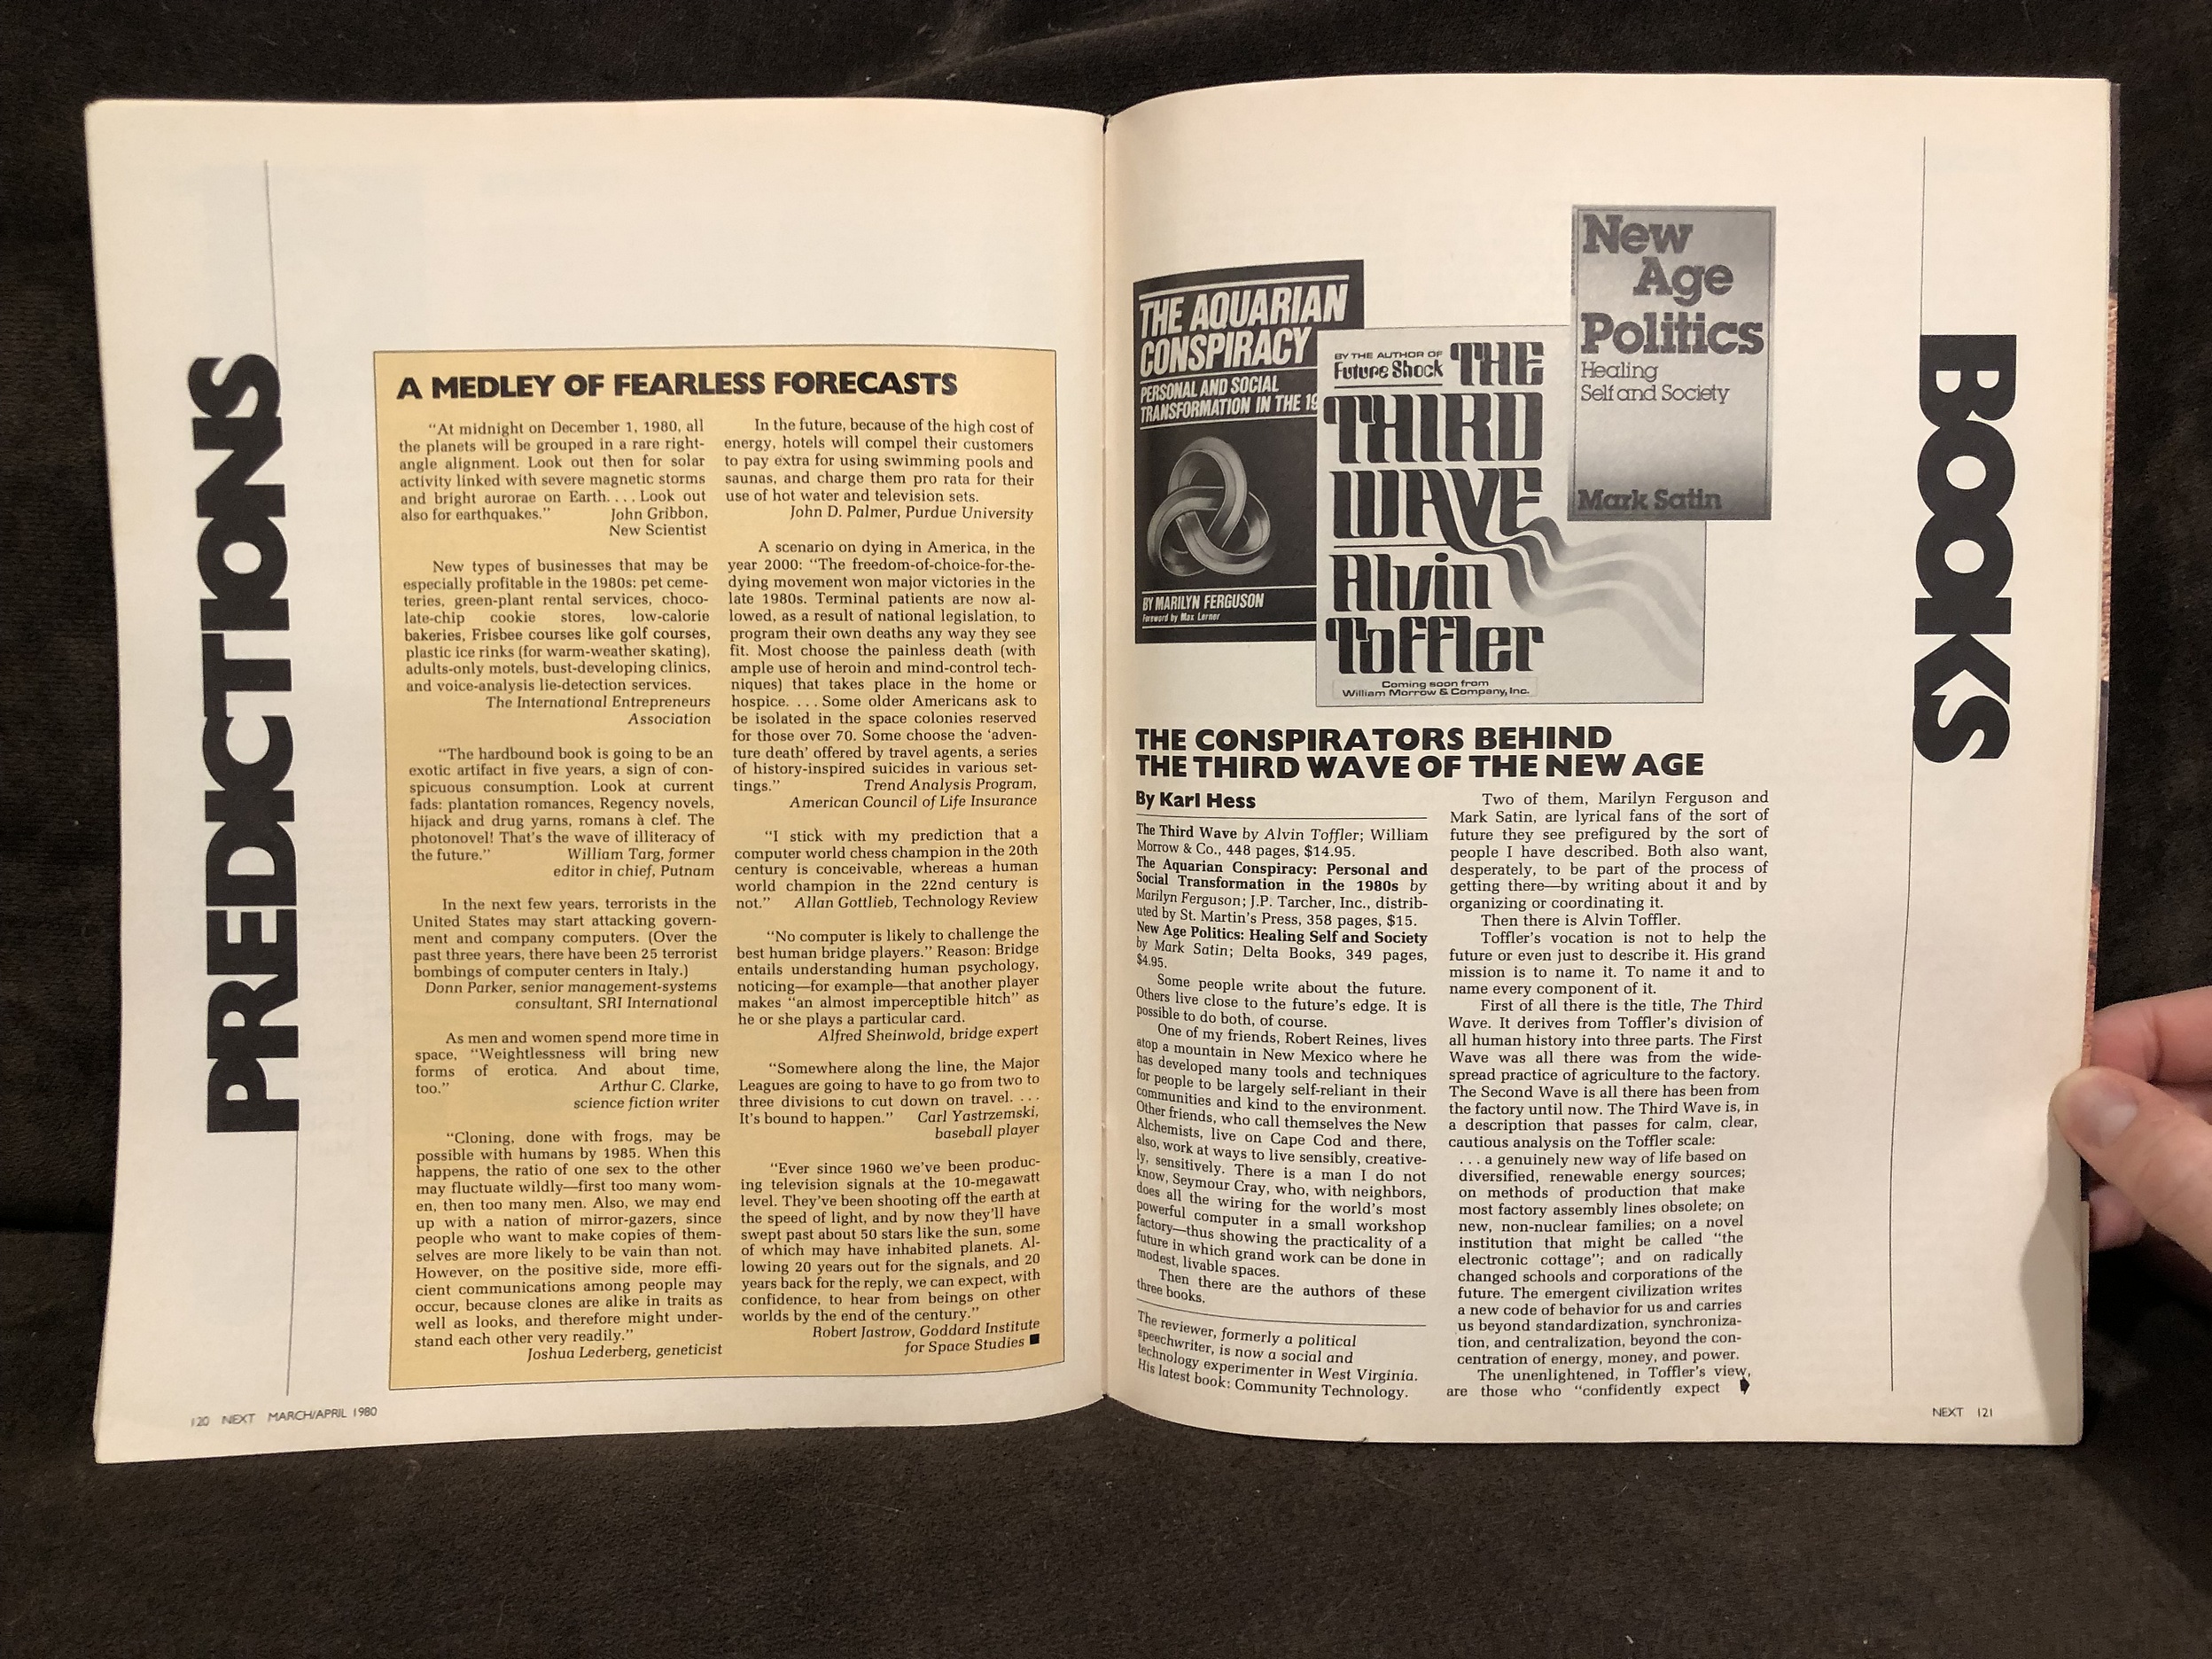 PREDICTIONS
A MEDLEY OF FEARLESS FORECASTS
“At midnight on December 1, 1980, all
the planets will be grouped in a rare right-
angle alignment. Look out then for solar
activity linked with severe magnetic storms
and bright aurorae on Earth. . . . Look out
also for earthquakes.” John Gribbon,
New Scientist
New types of businesses that may be
especially profitable in the 1980s: pet ceme-
teries, green-plant rental services, choco-
late-chip cookie stores, low-calorie
bakeries, Frisbee courses like golf courses,
plastic ice rinks (for warm-weather skating),
adults-only motels, bust-developing clinics,
and voice-analysis lie-detection services.
The International Entrepreneurs
Association
“The hardbound book is going to be an
exotic artifact in five years, a sign of con-
spicuous consumption. Look at current
fads: plantation romances, Regency novels,
hijack and drug yarns, romans à clef. The
photonovel! That's the wave of illiteracy of
the future.” William Targ, former
editor in chief, Putnam
In the next few years, terrorists in the
United States may start attacking govern-
ment and company computers. (Over the
past three years, there have been 25 terrorist
bombings of computer centers in Italy.)
Donn Parker, senior management-systems
consultant, SRI International
As men and women spend more time in
space, “Weightlessness will bring new
forms of erotica. And about time,
too.” Arthur C. Clarke,
science fiction writer
“Cloning, done with frogs, may be
possible with humans by 1985. When this
happens, the ratio of one sex to the other
may fluctuate wildly—first too many wom-
en, then too many men. Also, we may end
up with a nation of mirror-gazers, since
people who want to make copies of them-
selves are more likely to be vain than not.
However, on the positive side, more effi-
cient communications among people may
occur, because clones are alike in traits as
well as looks, and therefore might under-
stand each other very readily.”
Joshua Lederberg, geneticist
In the future, because of the high cost of
energy, hotels will compel their customers
to pay extra for using swimming pools and
saunas, and charge them pro rata for their
use of hot water and television sets.
John D. Palmer, Purdue University
A scenario on dying in America, in the
year 2000: “The freedom-of-choice-for-the-
dying movement won major victories in the
late 1980s. Terminal patients are now al-
lowed, as a result of national legislation, to
program their own deaths any way they see
fit. Most choose the painless death (with
ample use of heroin and mind-control tech-
niques) that takes place in the home or
hospice. . . . Some older Americans ask to
be isolated in the space colonies reserved
for those over 70. Some choose the ‘adven-
ture death’ offered by travel agents, a series
of history-inspired suicides in various set-
tings.” Trend Analysis Program,
American Council of Life Insurance
“I stick with my prediction that a
computer world chess champion in the 20th
century is conceivable, whereas a human
world champion in the 22nd century is
not.” Allan Gottlieb, Technology Review
“No computer is likely to challenge the
best human bridge players.” Reason: Bridge
entails understanding human psychology,
noticing—for example—that another player
makes “an almost imperceptible hitch” as
he or she plays a particular card.
Alfred Sheinwold, bridge expert
“Somewhere along the line, the Major
Leagues are going to have to go from two to
three divisions to cut down on travel. . . .
It's bound to happen.” Carl Yastrzemski,
baseball player
“Ever since 1960 we've been produc-
ing television signals at the 10-megawatt
level. They've been shooting off the earth at
the speed of light, and by now they'll have
swept past about 50 stars like the sun, some
of which may have inhabited planets. Al-
lowing 20 years out for the signals, and 20
years back for the reply, we can expect, with
confidence, to hear from beings on other
worlds by the end of the century.”
Robert Jastrow, Goddard Institute
for Space Studies ■
120 NEXT MARCH/APRIL 1980
THE AQUARIAN
CONSPIRACY
PERSONAL AND SOCIAL
TRANSFORMATION IN THE 19
BY MARILYN FERGUSON
Foreword by Max Lerner
BY THE AUTHOR OF
Future Shock
THE
THIRD
WAVE
Alvin
Toffler
Coming soon from
William Morrow & Company, Inc.
New
Age
Politics
Healing
Self and Society
Mark Satin
BOOKS
THE CONSPIRATORS BEHIND
THE THIRD WAVE OF THE NEW AGE
By Karl Hess
The Third Wave by Alvin Toffler; William
Morrow & Co., 448 pages, $14.95.
The Aquarian Conspiracy: Personal and
Social Transformation in the 1980s by
Marilyn Ferguson; J.P. Tarcher, Inc., distrib-
uted by St. Martin's Press, 358 pages, $15.
New Age Politics: Healing Self and Society
by Mark Satin; Delta Books, 349 pages,
$4.95.
Some people write about the future.
Others live close to the future's edge. It is
possible to do both, of course.
One of my friends, Robert Reines, lives
atop a mountain in New Mexico where he
has developed many tools and techniques
for people to be largely self-reliant in their
communities and kind to the environment.
Other friends, who call themselves the New
Alchemists, live on Cape Cod and there,
also, work at ways to live sensibly, creative-
ly, sensitively. There is a man I do not
know, Seymour Cray, who, with neighbors,
does all the wiring for the world's most
powerful computer in a small workshop
factory—thus showing the practicality of a
future in which grand work can be done in
modest, livable spaces.
Then there are the authors of these
three books.
The reviewer, formerly a political
speechwriter, is now a social and
technology experimenter in West Virginia.
His latest book: Community Technology.
Two of them, Marilyn Ferguson and
Mark Satin, are lyrical fans of the sort of
future they see prefigured by the sort of
people I have described. Both also want,
desperately, to be part of the process of
getting there—by writing about it and by
organizing or coordinating it.
Then there is Alvin Toffler.
Toffler's vocation is not to help the
future or even just to describe it. His grand
mission is to name it. To name it and to
name every component of it.
First of all there is the title, The Third
Wave. It derives from Toffler's division of
all human history into three parts. The First
Wave was all there was from the wide-
spread practice of agriculture to the factory.
The Second Wave is all there has been from
the factory until now. The Third Wave is, in
a description that passes for calm, clear,
cautious analysis on the Toffler scale:
. . . a genuinely new way of life based on
diversified, renewable energy sources;
on methods of production that make
most factory assembly lines obsolete; on
new, non-nuclear families; on a novel
institution that might be called “the
electronic cottage”; and on radically
changed schools and corporations of the
future. The emergent civilization writes
a new code of behavior for us and carries
us beyond standardization, synchroniza-
tion, and centralization, beyond the con-
centration of energy, money, and power.
The unenlightened, in Toffler's view,
are those who “confidently expect
NEXT 121